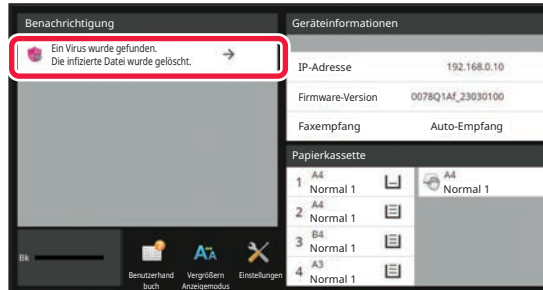 Benachrichtigung
Ein Virus wurde gefunden.
Die infizierte Datei wurde gelöscht.
Geräteinformationen
IP-Adresse 192.168.0.10
Firmware-Version 0078Q1Af_23030100
Faxempfang Auto-Empfang
Papierkassette
1 A4
Normal 1
A4
Normal 1
2 A4
Normal 1
3 B4
Normal 1
4 A3
Normal 1
Bk
Benutzerhand
buch
Vergrößern
Anzeigemodus
Einstellungen